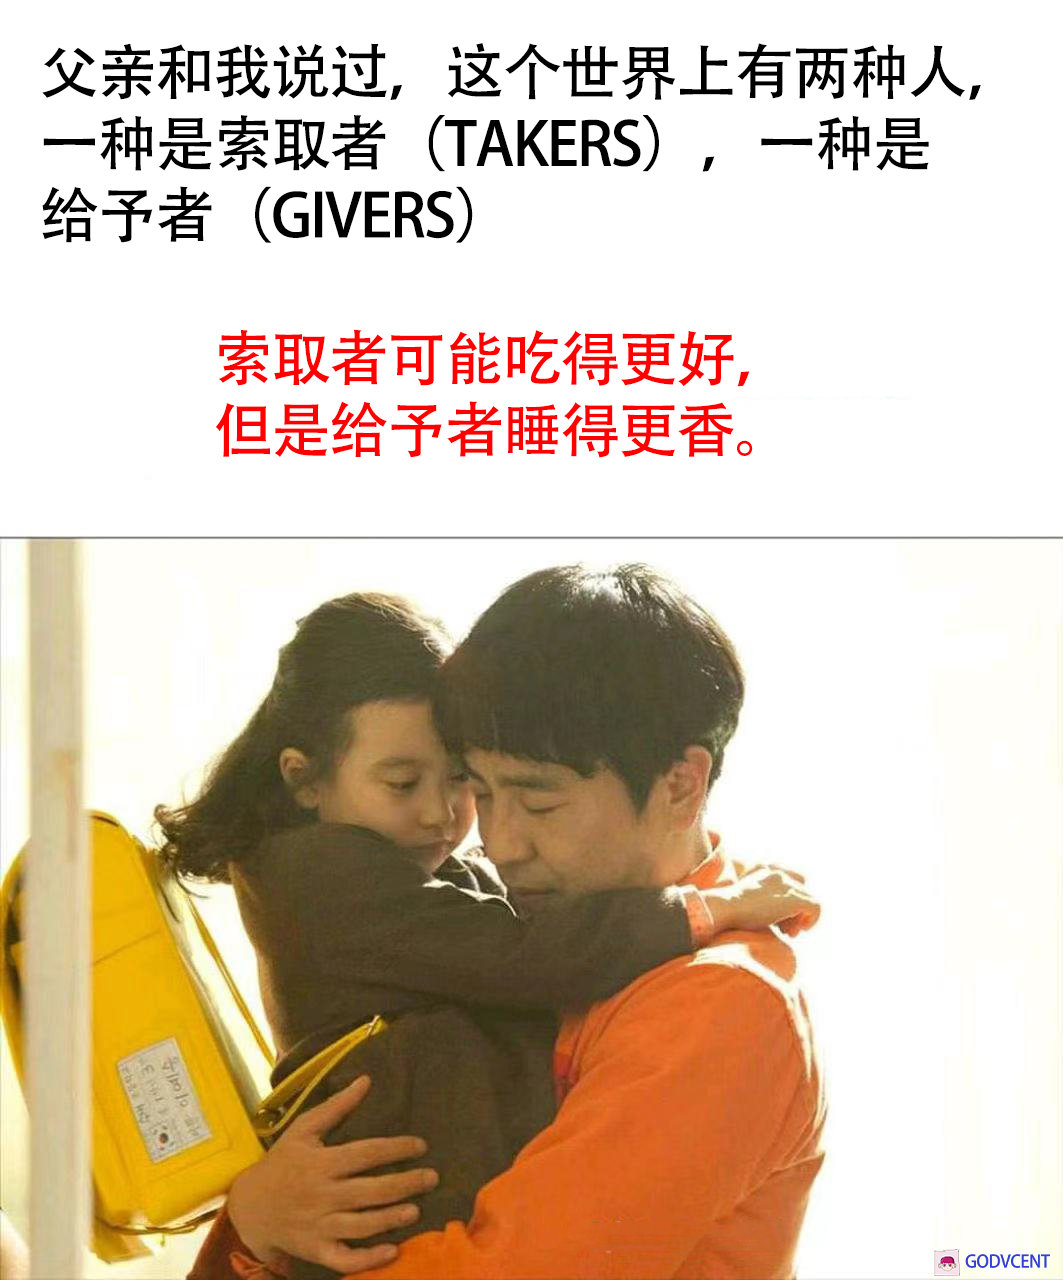 父亲和我说过，这个世界上有两种人，
一种是索取者（TAKERS），一种是
给予者（GIVERS）
索取者可能吃得更好，
但是给予者睡得更香。
GODVCENT